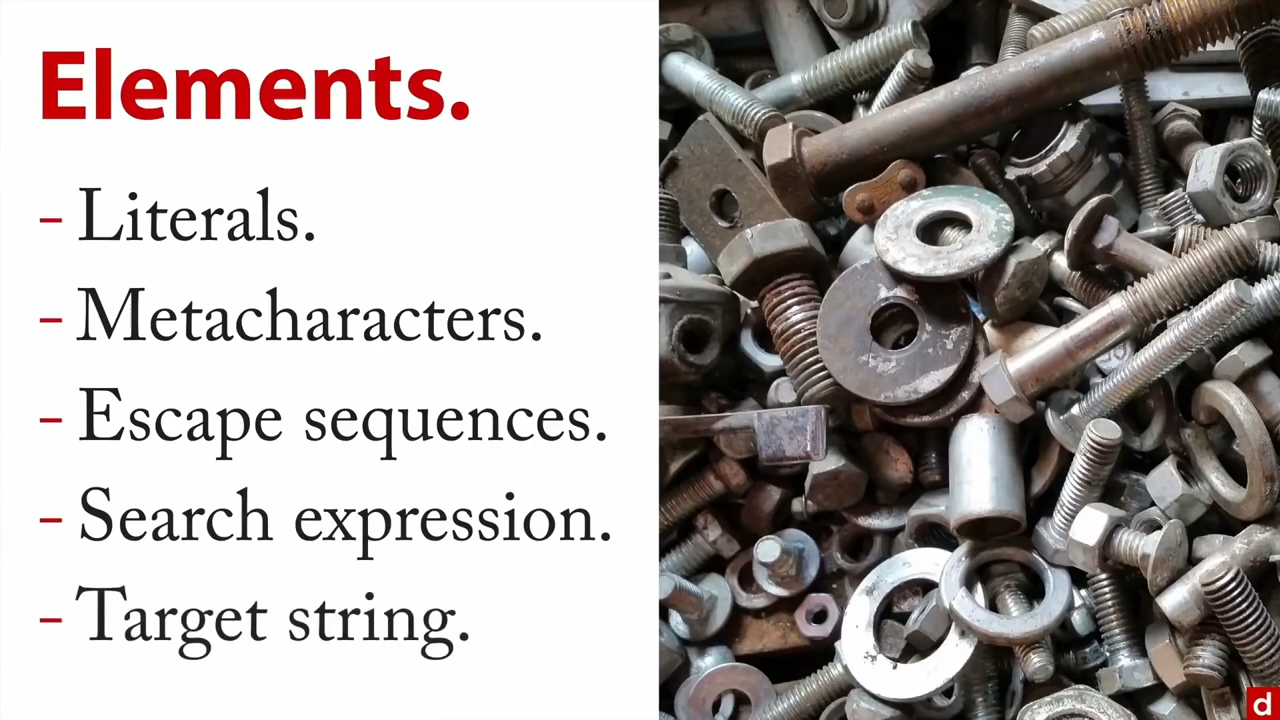 Elements.
– Literals.
– Metacharacters.
– Escape sequences.
– Search expression.
– Target string.
d